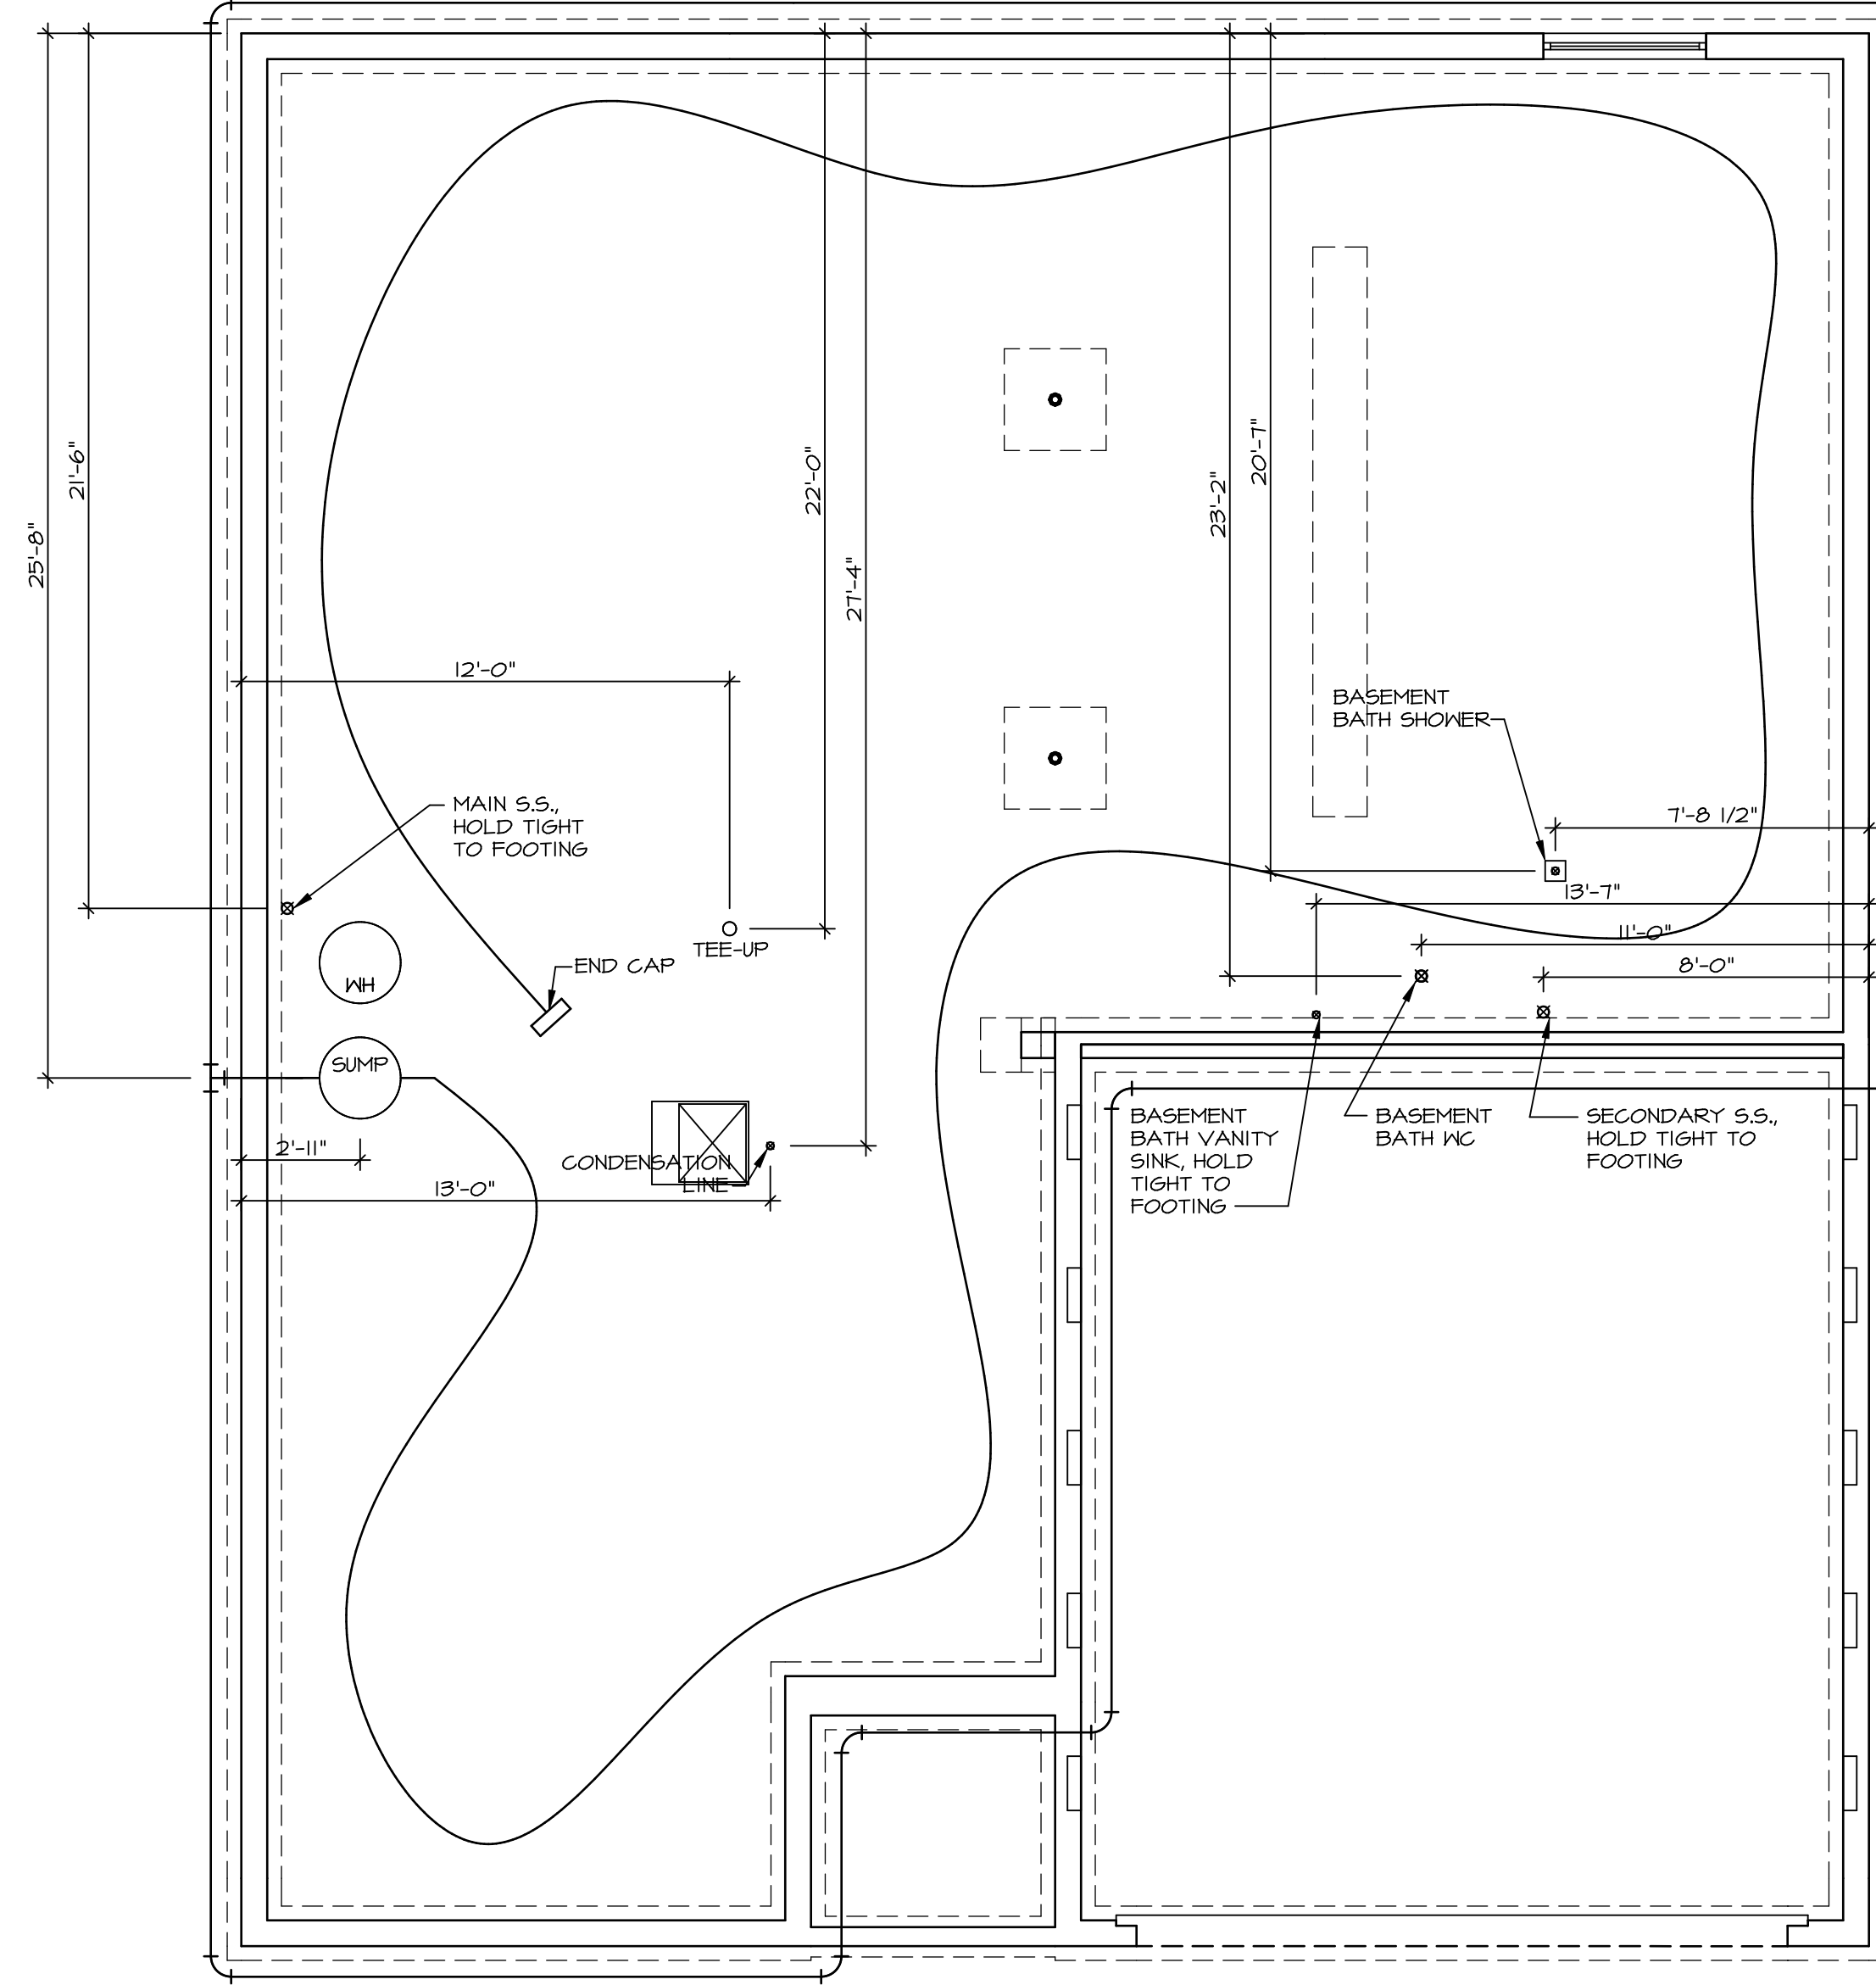 25'-8"
21'-6"
22'-0"
27'-4"
23'-2"
20'-7"
12'-0"
BASEMENT
BATH SHOWER
MAIN S.S.,
HOLD TIGHT
TO FOOTING
7'-8 1/2"
13'-7"
11'-0"
8'-0"
TEE-UP
END CAP
WH
SUMP
2'-11"
CONDENSATION
LINE
13'-0"
BASEMENT
BATH VANITY
SINK, HOLD
TIGHT TO
FOOTING
BASEMENT
BATH WC
SECONDARY S.S.,
HOLD TIGHT TO
FOOTING